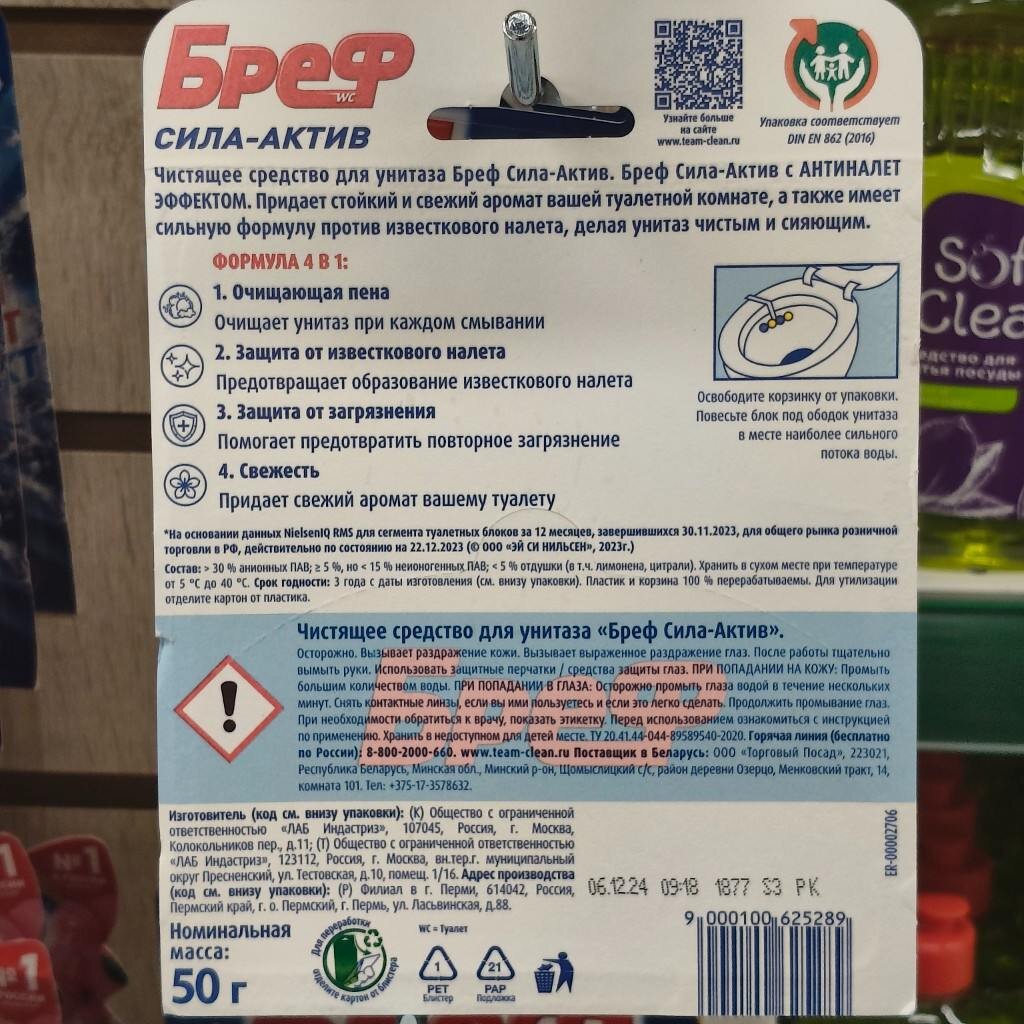 БРЕФ
WC
СИЛА-АКТИВ
Узнайте больше
на сайте
www.team-clean.ru
Упаковка соответствует
DIN EN 862 (2016)
Чистящее средство для унитаза Бреф Сила-Актив. Бреф Сила-Актив с АНТИНАЛЕТ
ЭФФЕКТОМ. Придает стойкий и свежий аромат вашей туалетной комнате, а также имеет
сильную формулу против известкового налета, делая унитаз чистым и сияющим.
ФОРМУЛА 4 В 1:
1. Очищающая пена
Очищает унитаз при каждом смывании
2. Защита от известкового налета
Предотвращает образование известкового налета
3. Защита от загрязнения
Помогает предотвратить повторное загрязнение
4. Свежесть
Придает свежий аромат вашему туалету
Освободите корзинку от упаковки.
Повесьте блок под ободок унитаза
в месте наиболее сильного
потока воды.
*На основании данных NielsenIQ RMS для сегмента туалетных блоков за 12 месяцев, завершившихся 30.11.2023, для общего рынка розничной
торговли в РФ, действительно по состоянию на 22.12.2023 (© ООО «ЭЙ СИ НИЛЬСЕН», 2023г.)
Состав: > 30 % анионных ПАВ; ≥ 5 %, но < 15 % неионогенных ПАВ; < 5 % отдушки (в т.ч. лимонена, цитрали). Хранить в сухом месте при температуре
от 5 °С до 40 °С. Срок годности: 3 года с даты изготовления (см. внизу упаковки). Пластик и корзина 100 % перерабатываемы. Для утилизации
отделите картон от пластика.
Чистящее средство для унитаза «Бреф Сила-Актив».
Осторожно. Вызывает раздражение кожи. Вызывает выраженное раздражение глаз. После работы тщательно
вымыть руки. Использовать защитные перчатки / средства защиты глаз. ПРИ ПОПАДАНИИ НА КОЖУ: Промыть
большим количеством воды. ПРИ ПОПАДАНИИ В ГЛАЗА: Осторожно промыть глаза водой в течение нескольких
минут. Снять контактные линзы, если вы ими пользуетесь и если это легко сделать. Продолжить промывание глаз.
При необходимости обратиться к врачу, показать этикетку. Перед использованием ознакомиться с инструкцией
по применению. Хранить в недоступном для детей месте. ТУ 20.41.44-044-89589540-2020. Горячая линия (бесплатно
по России): 8-800-2000-660. www.team-clean.ru Поставщик в Беларусь: ООО «Торговый Посад», 223021,
Республика Беларусь, Минская обл., Минский р-он, Щомыслицкий с/с, район деревни Озерцо, Менковский тракт, 14,
комната 101. Тел: +375-17-3578632.
Бреф
Изготовитель (код см. внизу упаковки): (К) Общество с ограниченной
ответственностью «ЛАБ Индастриз», 107045, Россия, г. Москва,
Колокольников пер., д.11; (Т) Общество с ограниченной ответственностью
«ЛАБ Индастриз», 123112, Россия, г. Москва, вн.тер.г. муниципальный
округ Пресненский, ул. Тестовская, д.10, помещ. 1/16. Адрес производства
(код см. внизу упаковки): (Р) Филиал в г. Перми, 614042, Россия,
Пермский край, г. о. Пермский, г. Пермь, ул. Ласьвинская, д.88.
06.12.24 09:18 1877 S3 PK
ER-00002706
Номинальная
масса:
50 г
Для переработки
отделите картон от блистера
WC = Туалет
1
PET
Блистер
21
PAP
Подложка
9 000100 625289
Sof
Clea
№1
№1